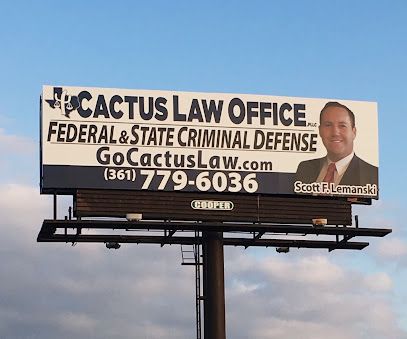 CACTUS LAW OFFICE, PLLC
FEDERAL & STATE CRIMINAL DEFENSE
GOCACTUSLAW.com
(361) 779-6036
Scott F. Lemanski
COOPER